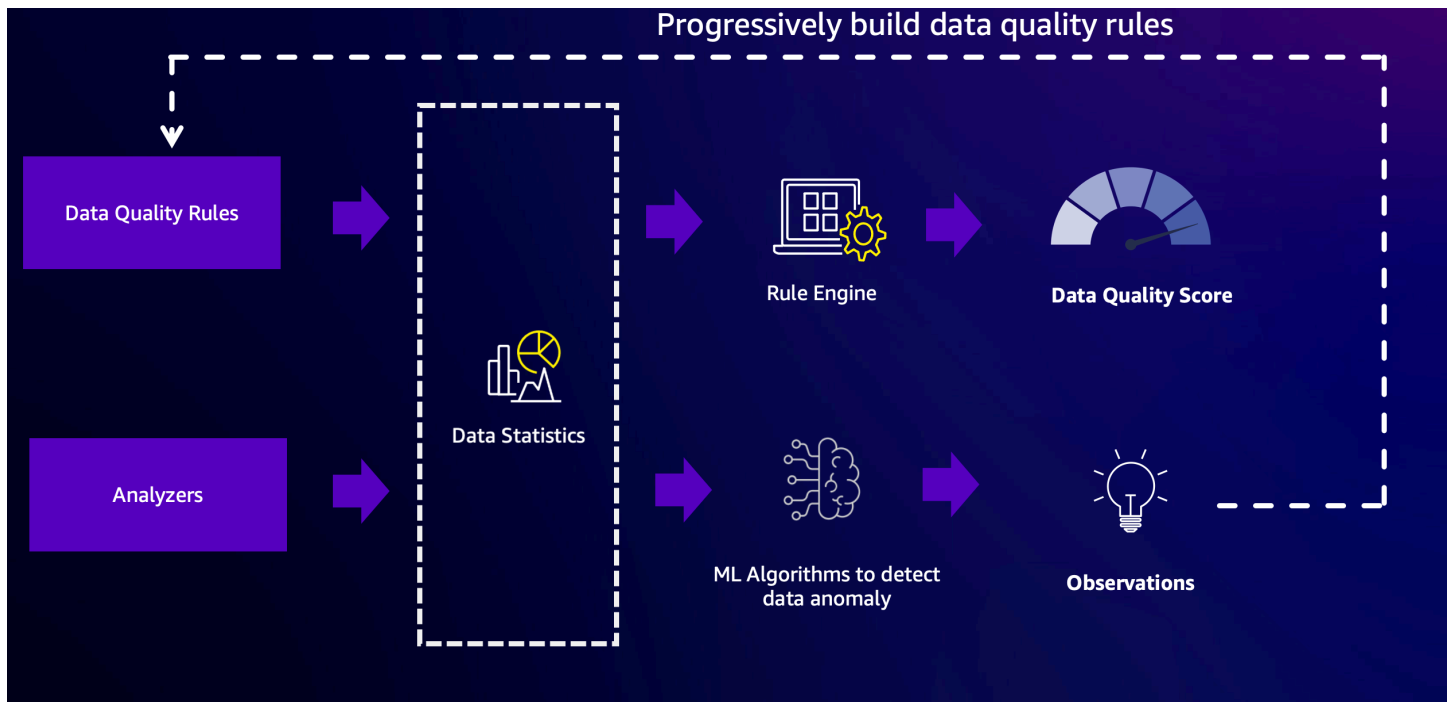 Progressively build data quality rules
Data Quality Rules
Rule Engine
Data Quality Score
Data Statistics
Analyzers
ML Algorithms to detect
data anomaly
Observations